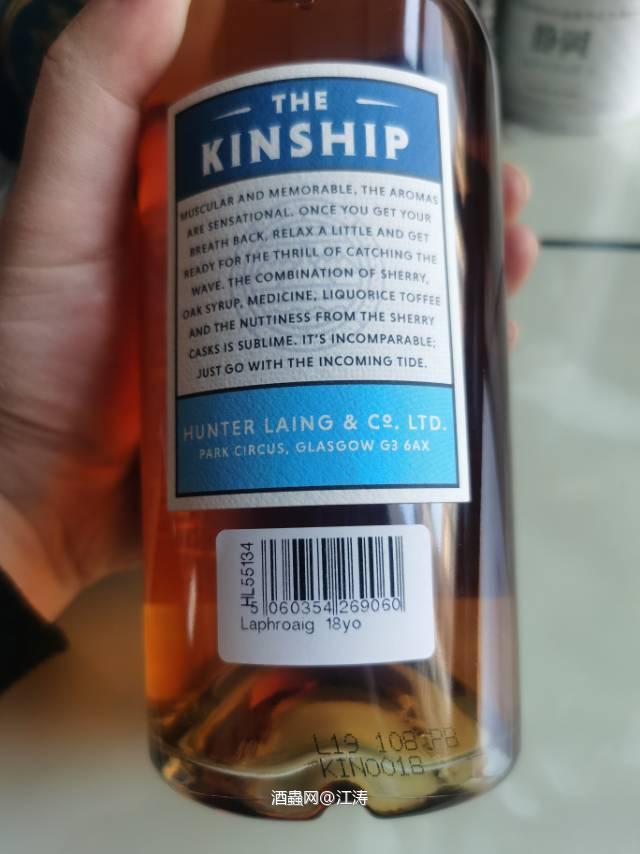 THE
KINSHIP
MUSCULAR AND MEMORABLE, THE AROMAS
ARE SENSATIONAL. ONCE YOU GET YOUR
BREATH BACK, RELAX A LITTLE AND GET
READY FOR THE THRILL OF CATCHING THE
WAVE. THE COMBINATION OF SHERRY,
OAK SYRUP, MEDICINE, LIQUORICE TOFFEE
AND THE NUTTINESS FROM THE SHERRY
CASKS IS SUBLIME. IT'S INCOMPARABLE;
JUST GO WITH THE INCOMING TIDE.
HUNTER LAING & Cº. LTD.
PARK CIRCUS, GLASGOW G3 6AX
HL55134
5 060354 269060
Laphroaig 18yo
L19 108 PB
KIN0018
酒蟲网@江涛